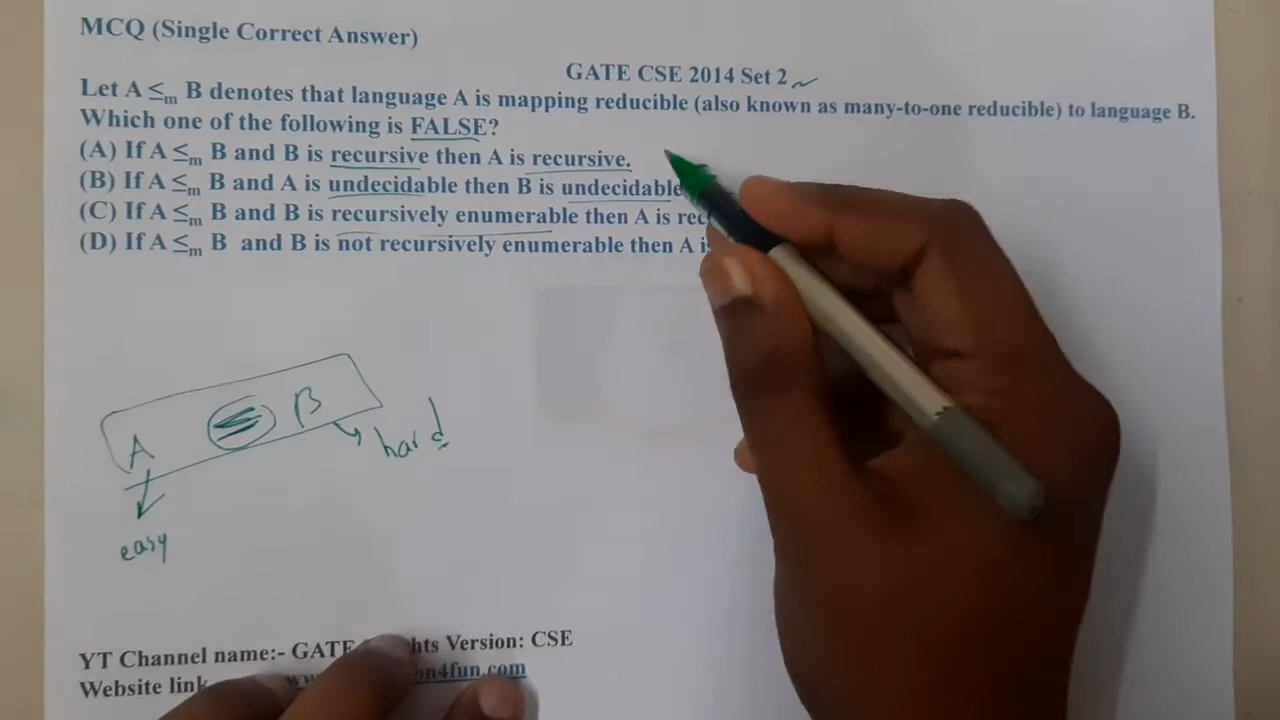 MCQ (Single Correct Answer)
GATE CSE 2014 Set 2
Let A ≤m B denotes that language A is mapping reducible (also known as many-to-one reducible) to language B.
Which one of the following is FALSE?
(A) If A ≤m B and B is recursive then A is recursive.
(B) If A ≤m B and A is undecidable then B is undecidable
(C) If A ≤m B and B is recursively enumerable then A is rec
(D) If A ≤m B and B is not recursively enumerable then A is
A ≤ B
hard
easy
YT Channel name:- GATE hts Version: CSE
Website link on4fun.com